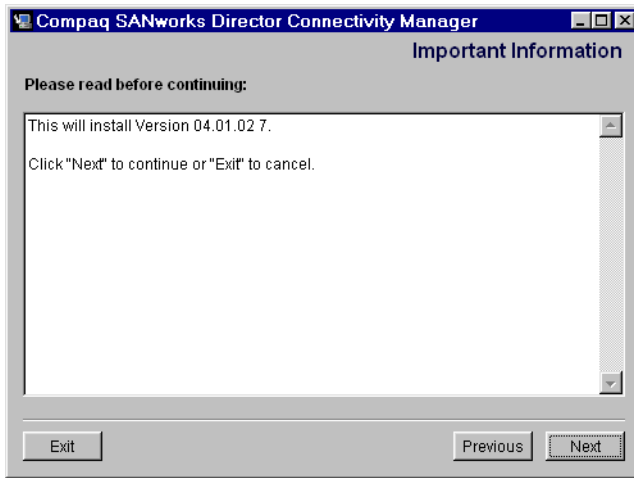 Compaq SANworks Director Connectivity Manager
Important Information
Please read before continuing:
This will install Version 04.01.02 7.
Click "Next" to continue or "Exit" to cancel.
Exit
Previous
Next